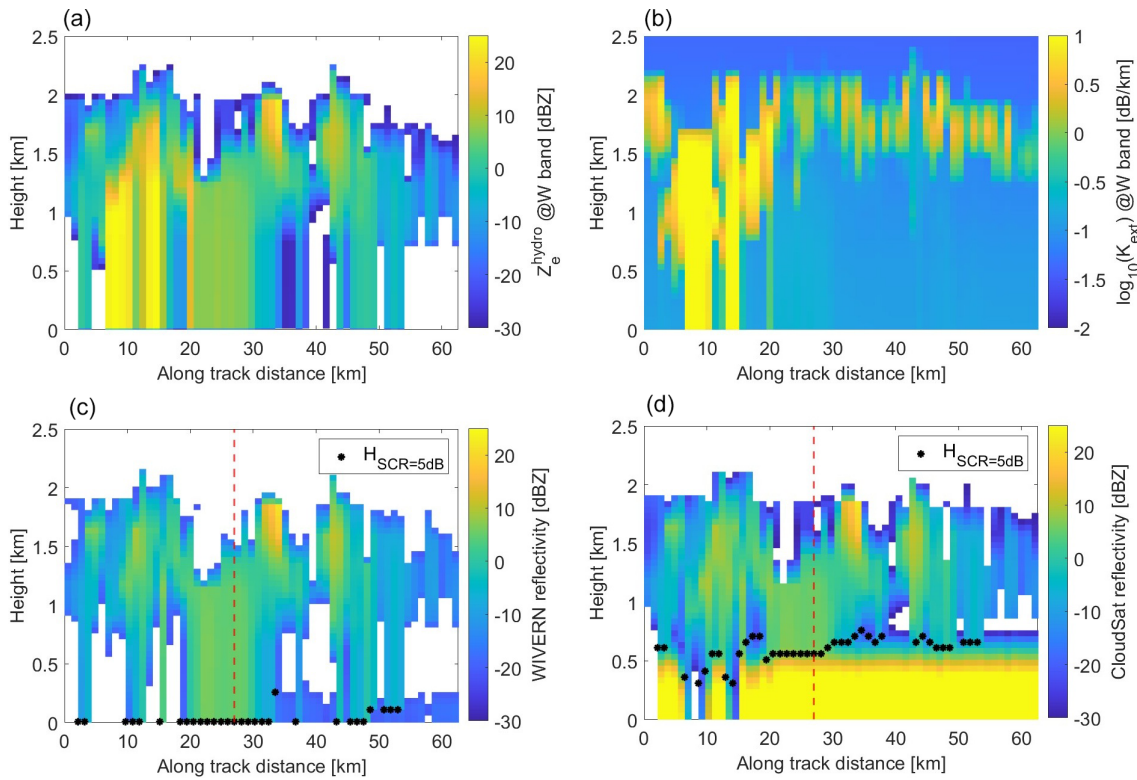 (a)
2.5
2
1.5
1
0.5
0
Height [km]
0 10 20 30 40 50 60
Along track distance [km]
20
10
0
-10
-20
-30
Z_e^hydro @W band [dBZ]
(b)
2.5
2
1.5
1
0.5
0
Height [km]
0 10 20 30 40 50 60
Along track distance [km]
1
0.5
0
-0.5
-1
-1.5
-2
log10(K_ext) @W band [dB/km]
(c)
2.5
2
1.5
1
0.5
0
Height [km]
H_SCR=5dB
0 10 20 30 40 50 60
Along track distance [km]
20
10
0
-10
-20
-30
WIVERN reflectivity [dBZ]
(d)
2.5
2
1.5
1
0.5
0
Height [km]
H_SCR=5dB
0 10 20 30 40 50 60
Along track distance [km]
20
10
0
-10
-20
-30
CloudSat reflectivity [dBZ]